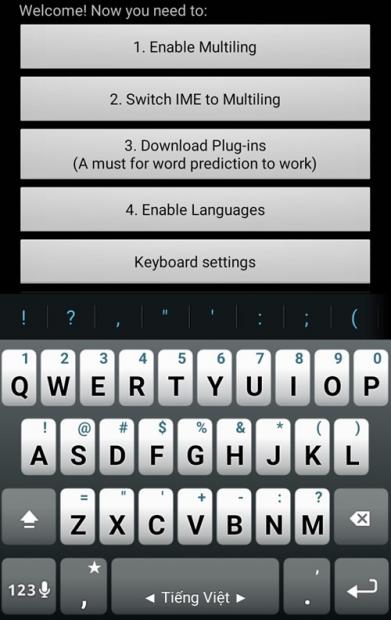 Welcome! Now you need to:
1. Enable Multiling
2. Switch IME to Multiling
3. Download Plug-ins
(A must for word prediction to work)
4. Enable Languages
Keyboard settings
! ? , " ' : ; (
1 2 3 4 5 6 7 8 9 0
Q W E R T Y U I O P
! @ # $ % & * ( )
A S D F G H J K L
= " ' + - : ?
Z X C V B N M
123 , ◄ Tiếng Việt ► . ,